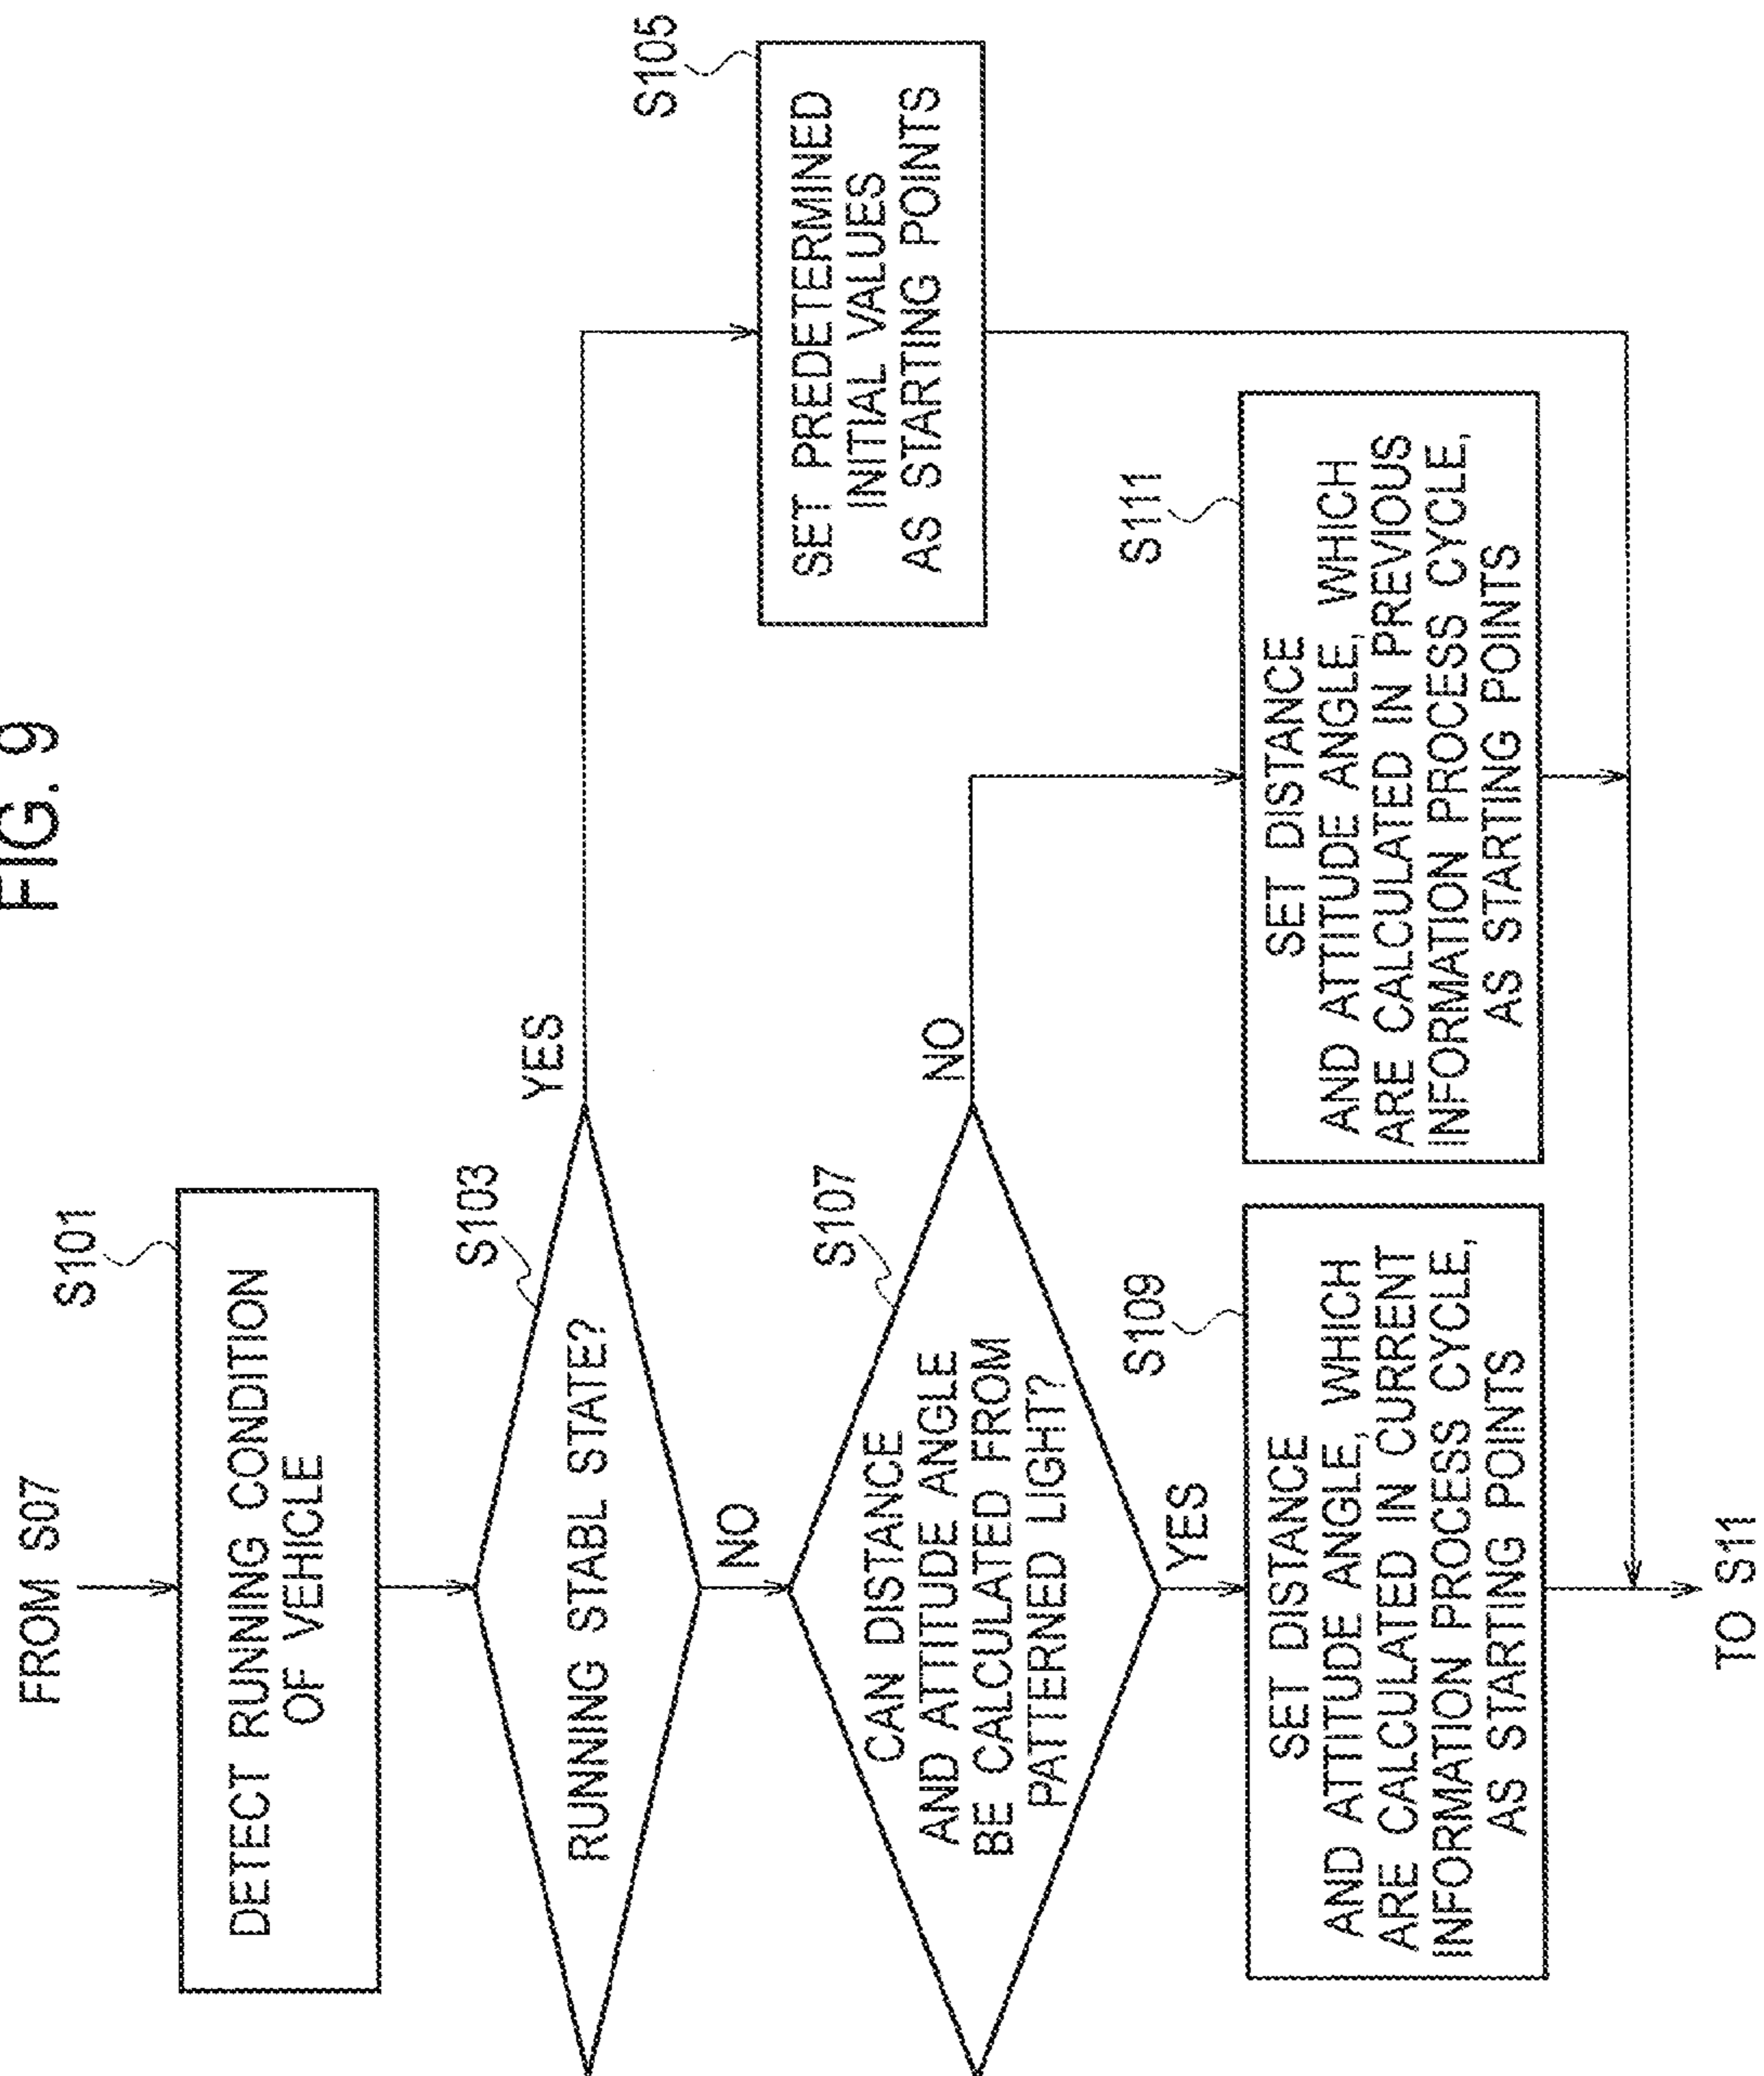 FIG. 9
FROM S07
S101
DETECT RUNNING CONDITION
OF VEHICLE
S103
RUNNING STABL STATE?
YES
NO
S105
SET PREDETERMINED
INITIAL VALUES
AS STARTING POINTS
S107
CAN DISTANCE
AND ATTITUDE ANGLE
BE CALCULATED FROM
PATTERNED LIGHT?
NO
YES
S109
SET DISTANCE
AND ATTITUDE ANGLE, WHICH
ARE CALCULATED IN CURRENT
INFORMATION PROCESS CYCLE,
AS STARTING POINTS
S111
SET DISTANCE
AND ATTITUDE ANGLE, WHICH
ARE CALCULATED IN PREVIOUS
INFORMATION PROCESS CYCLE,
AS STARTING POINTS
TO S11